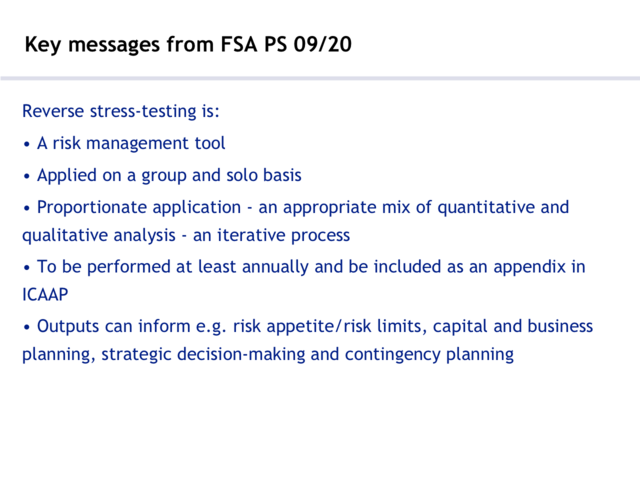 Key messages from FSA PS 09/20
Reverse stress-testing is:
• A risk management tool
• Applied on a group and solo basis
• Proportionate application - an appropriate mix of quantitative and
qualitative analysis - an iterative process
• To be performed at least annually and be included as an appendix in
ICAAP
• Outputs can inform e.g. risk appetite/risk limits, capital and business
planning, strategic decision-making and contingency planning